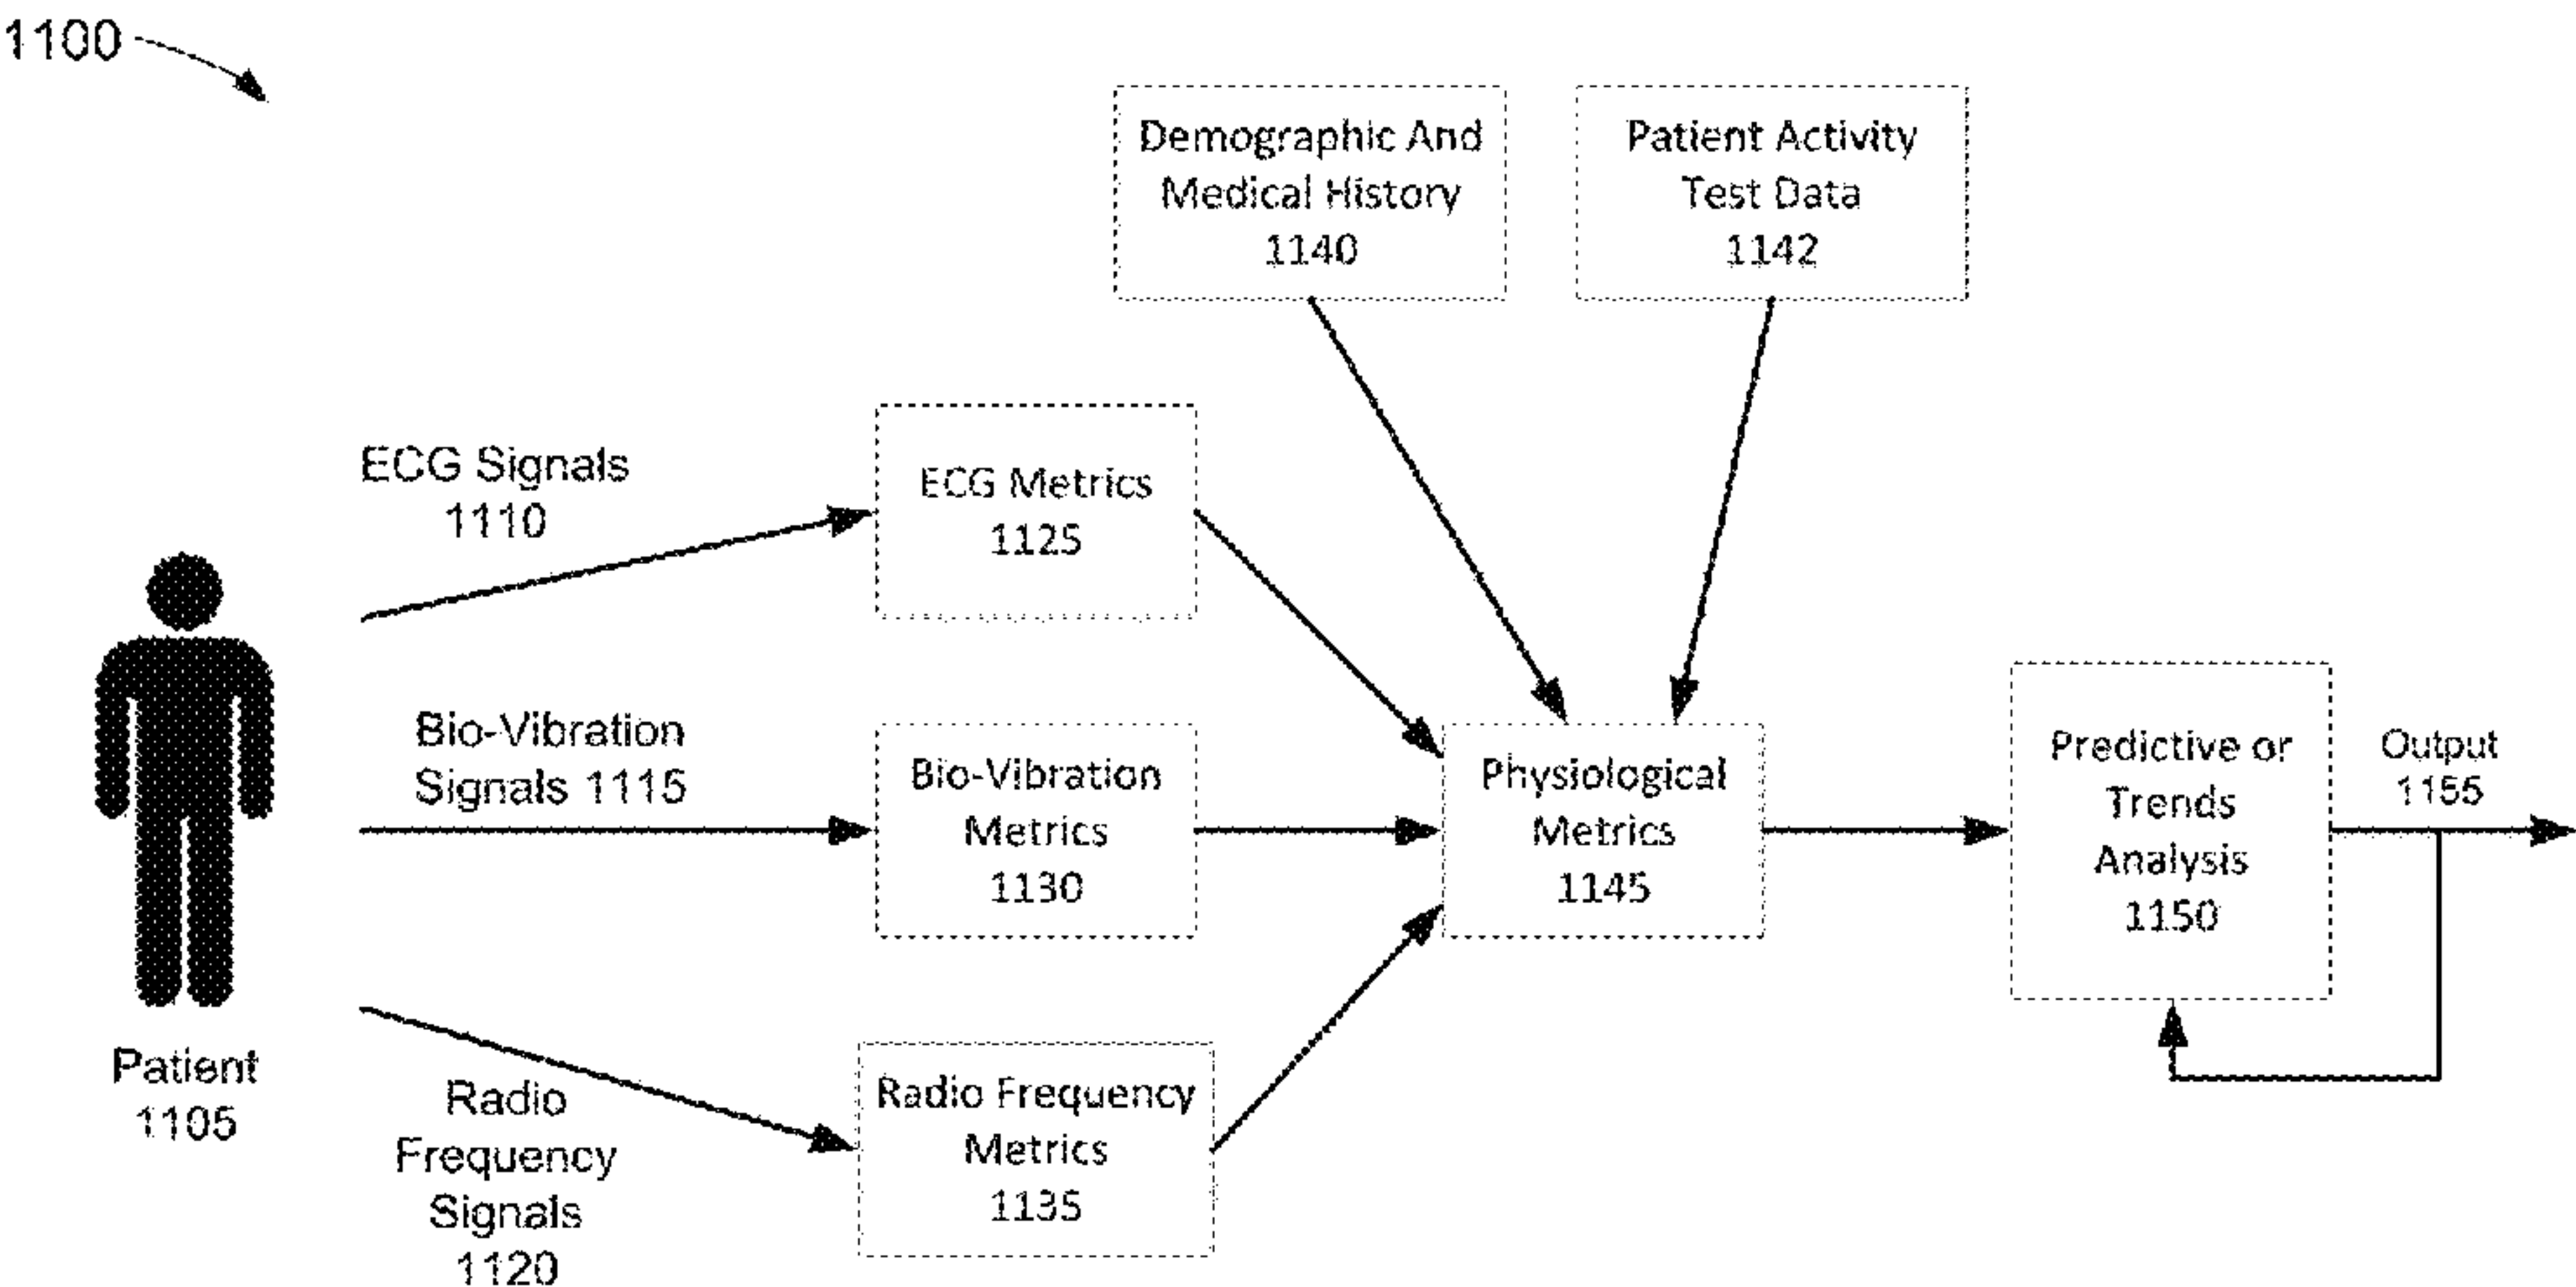 1100
Demographic And
Medical History
1140
Patient Activity
Test Data
1142
ECG Signals
1110
ECG Metrics
1125
Bio-Vibration
Signals 1115
Bio-Vibration
Metrics
1130
Physiological
Metrics
1145
Predictive or
Trends
Analysis
1150
Output
1155
Patient
1105
Radio
Frequency
Signals
1120
Radio Frequency
Metrics
1135